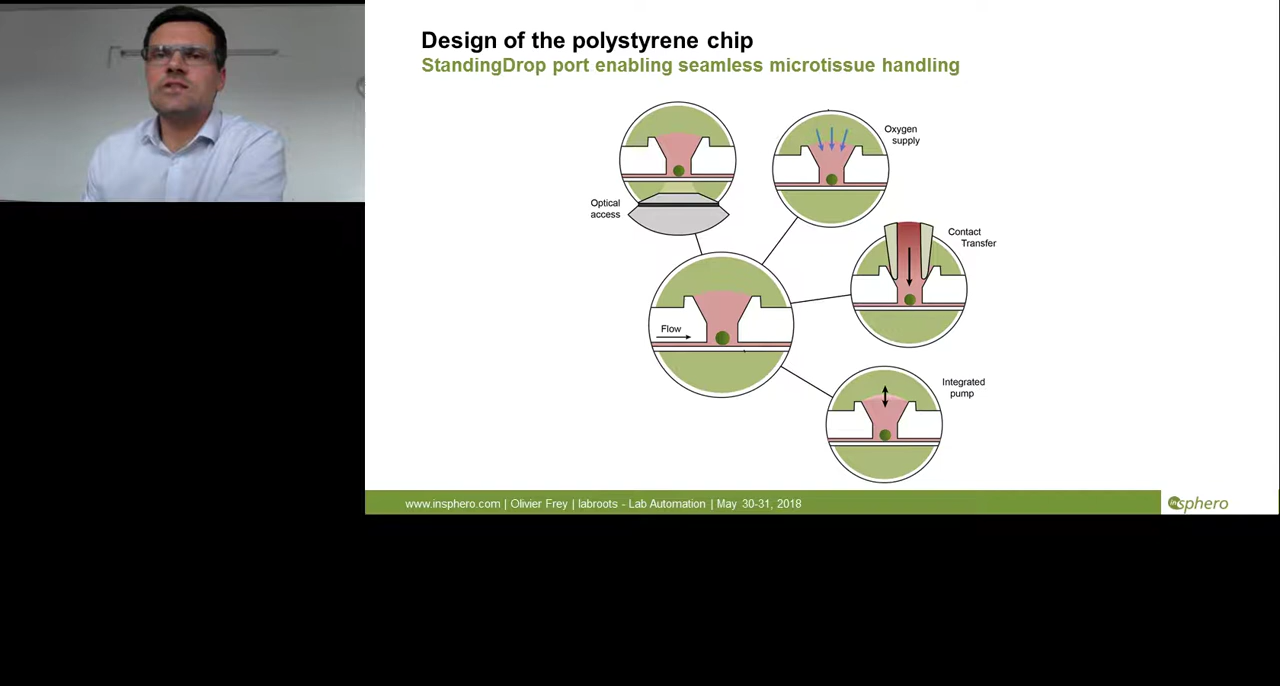 Design of the polystyrene chip
StandingDrop port enabling seamless microtissue handling
Oxygen
supply
Optical
access
Contact
Transfer
Flow
Integrated
pump
www.insphero.com | Olivier Frey | labroots - Lab Automation | May 30-31, 2018
insphero